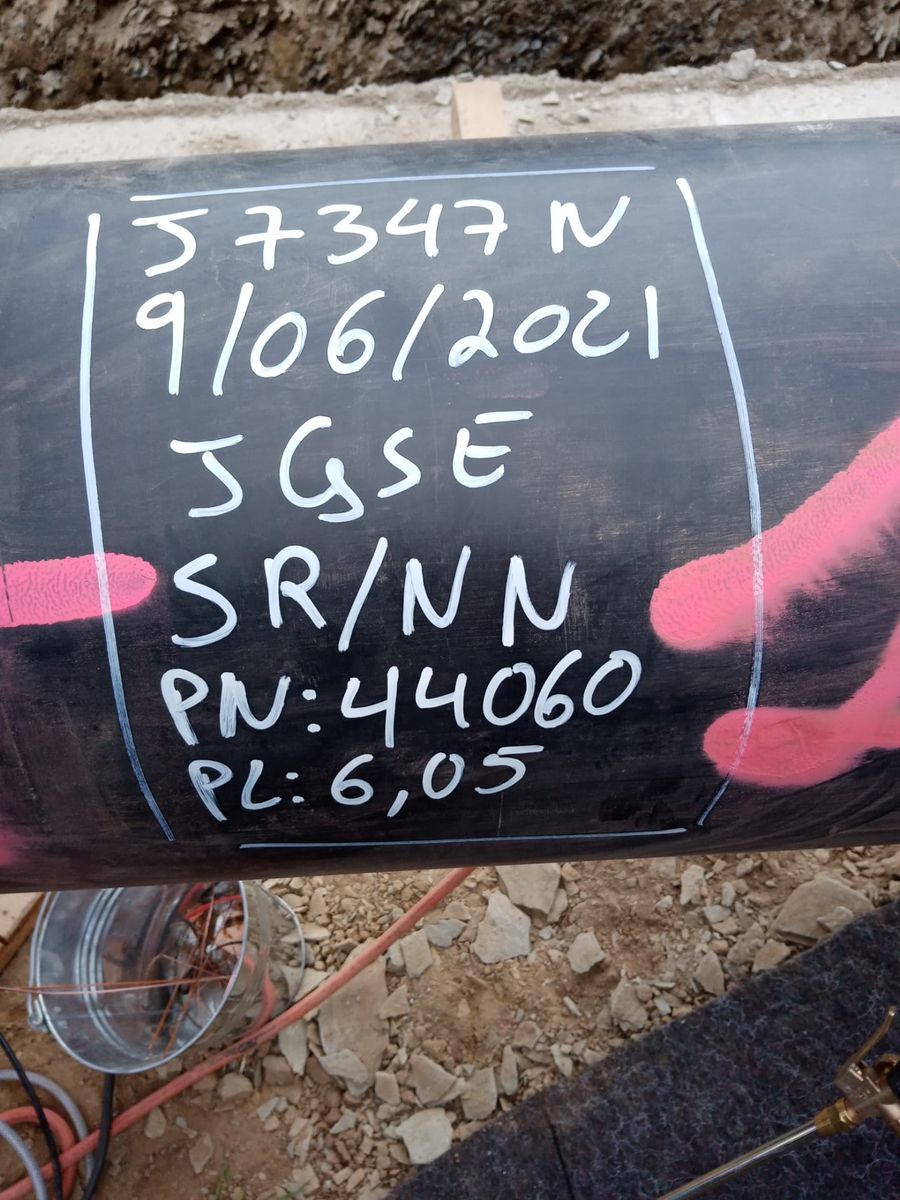 J7347N
9/06/2021
JGSE
SR/NN
PN:44060
PL:6,05